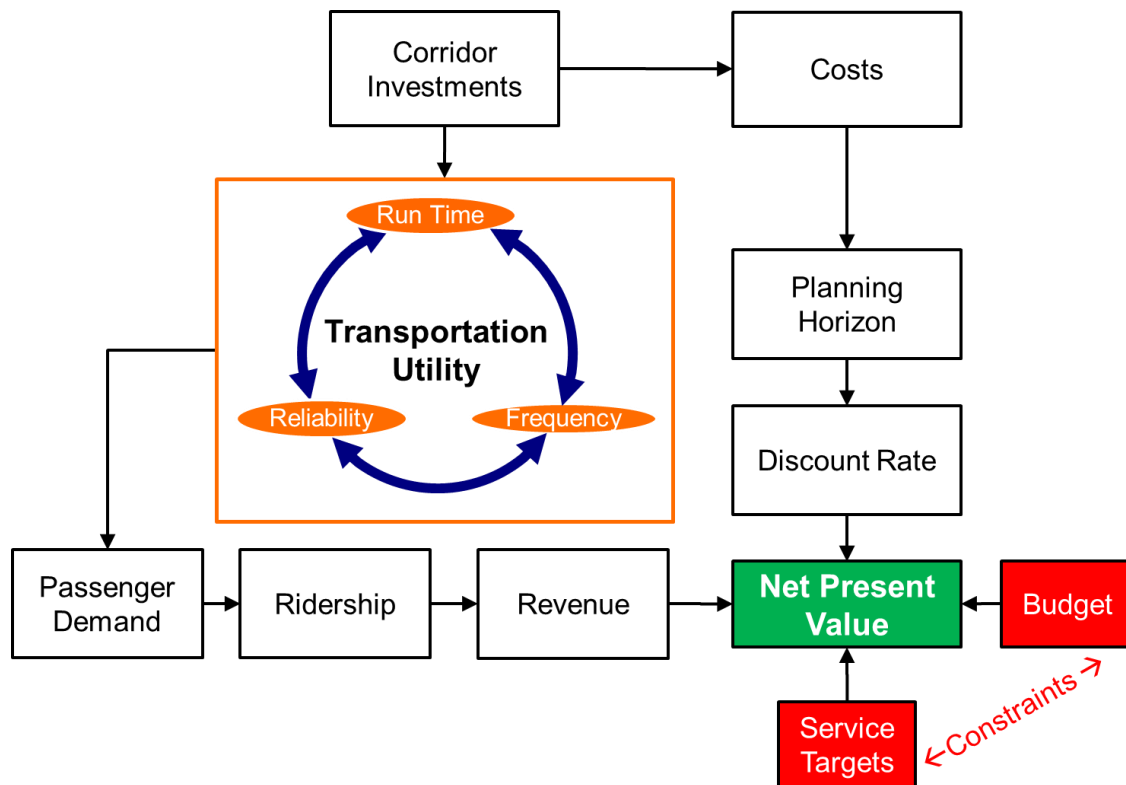 Corridor
Investments
Costs
Run Time
Transportation
Utility
Reliability
Frequency
Planning
Horizon
Discount Rate
Passenger
Demand
Ridership
Revenue
Net Present
Value
Budget
Service
Targets
←Constraints→